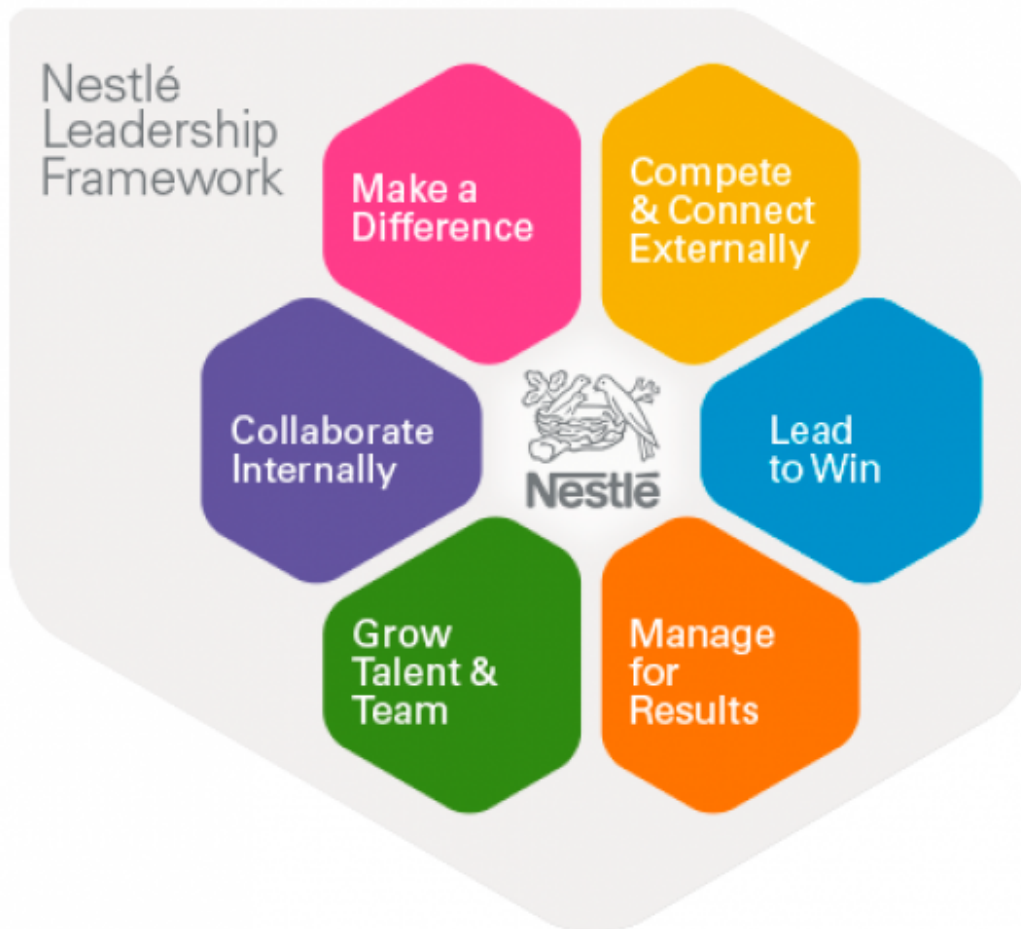 Nestlé
Leadership
Framework
Make a
Difference
Compete
& Connect
Externally
Collaborate
Internally
Nestlé
Lead
to Win
Grow
Talent &
Team
Manage
for
Results